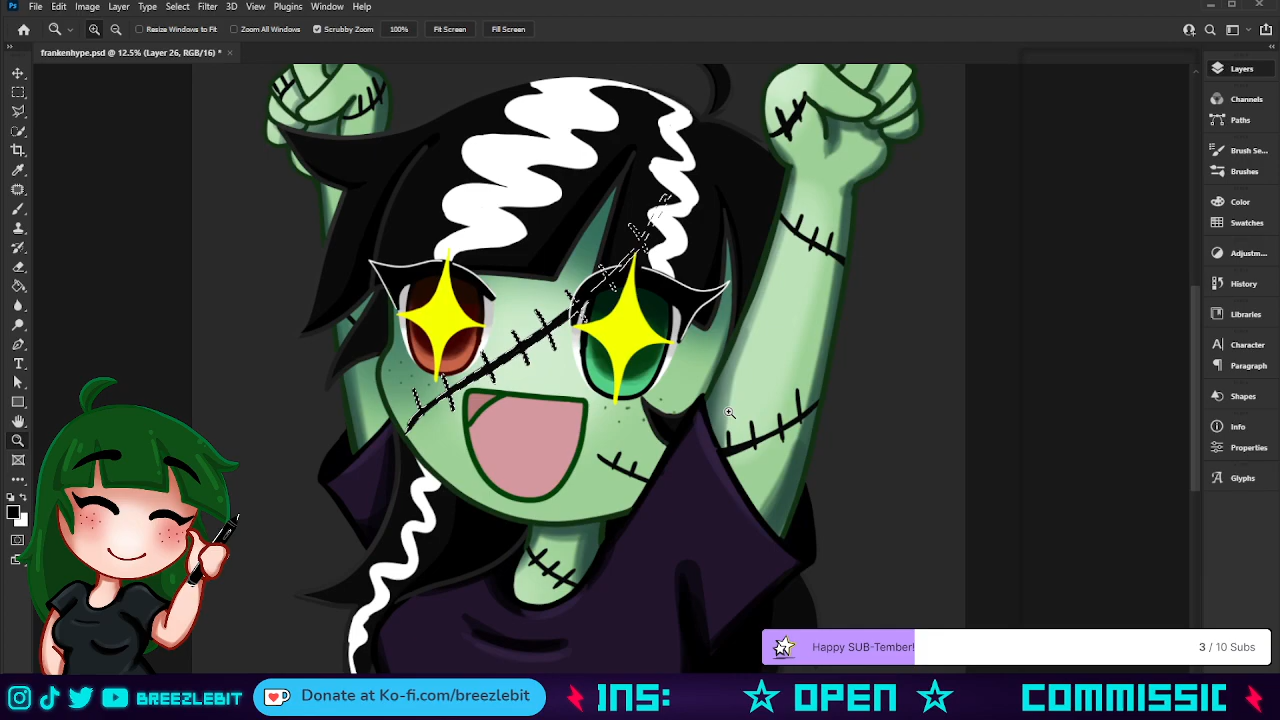 Ps File Edit Image Layer Type Select Filter 3D View Plugins Window Help
Resize Windows to Fit Zoom All Windows Scrubby Zoom 100% Fit Screen Fill Screen
frankenhype.psd @ 12.5% (Layer 26, RGB/16) *
Layers
Channels
Paths
Brush Se...
Brushes
Color
Swatches
Adjustm...
History
Libraries
Character
Paragraph
Shapes
Info
Properties
Glyphs
Happy SUB-Tember! 3 / 10 Subs
BREEZLEBIT Donate at Ko-fi.com/breezlebit INS: OPEN COMMISSIC